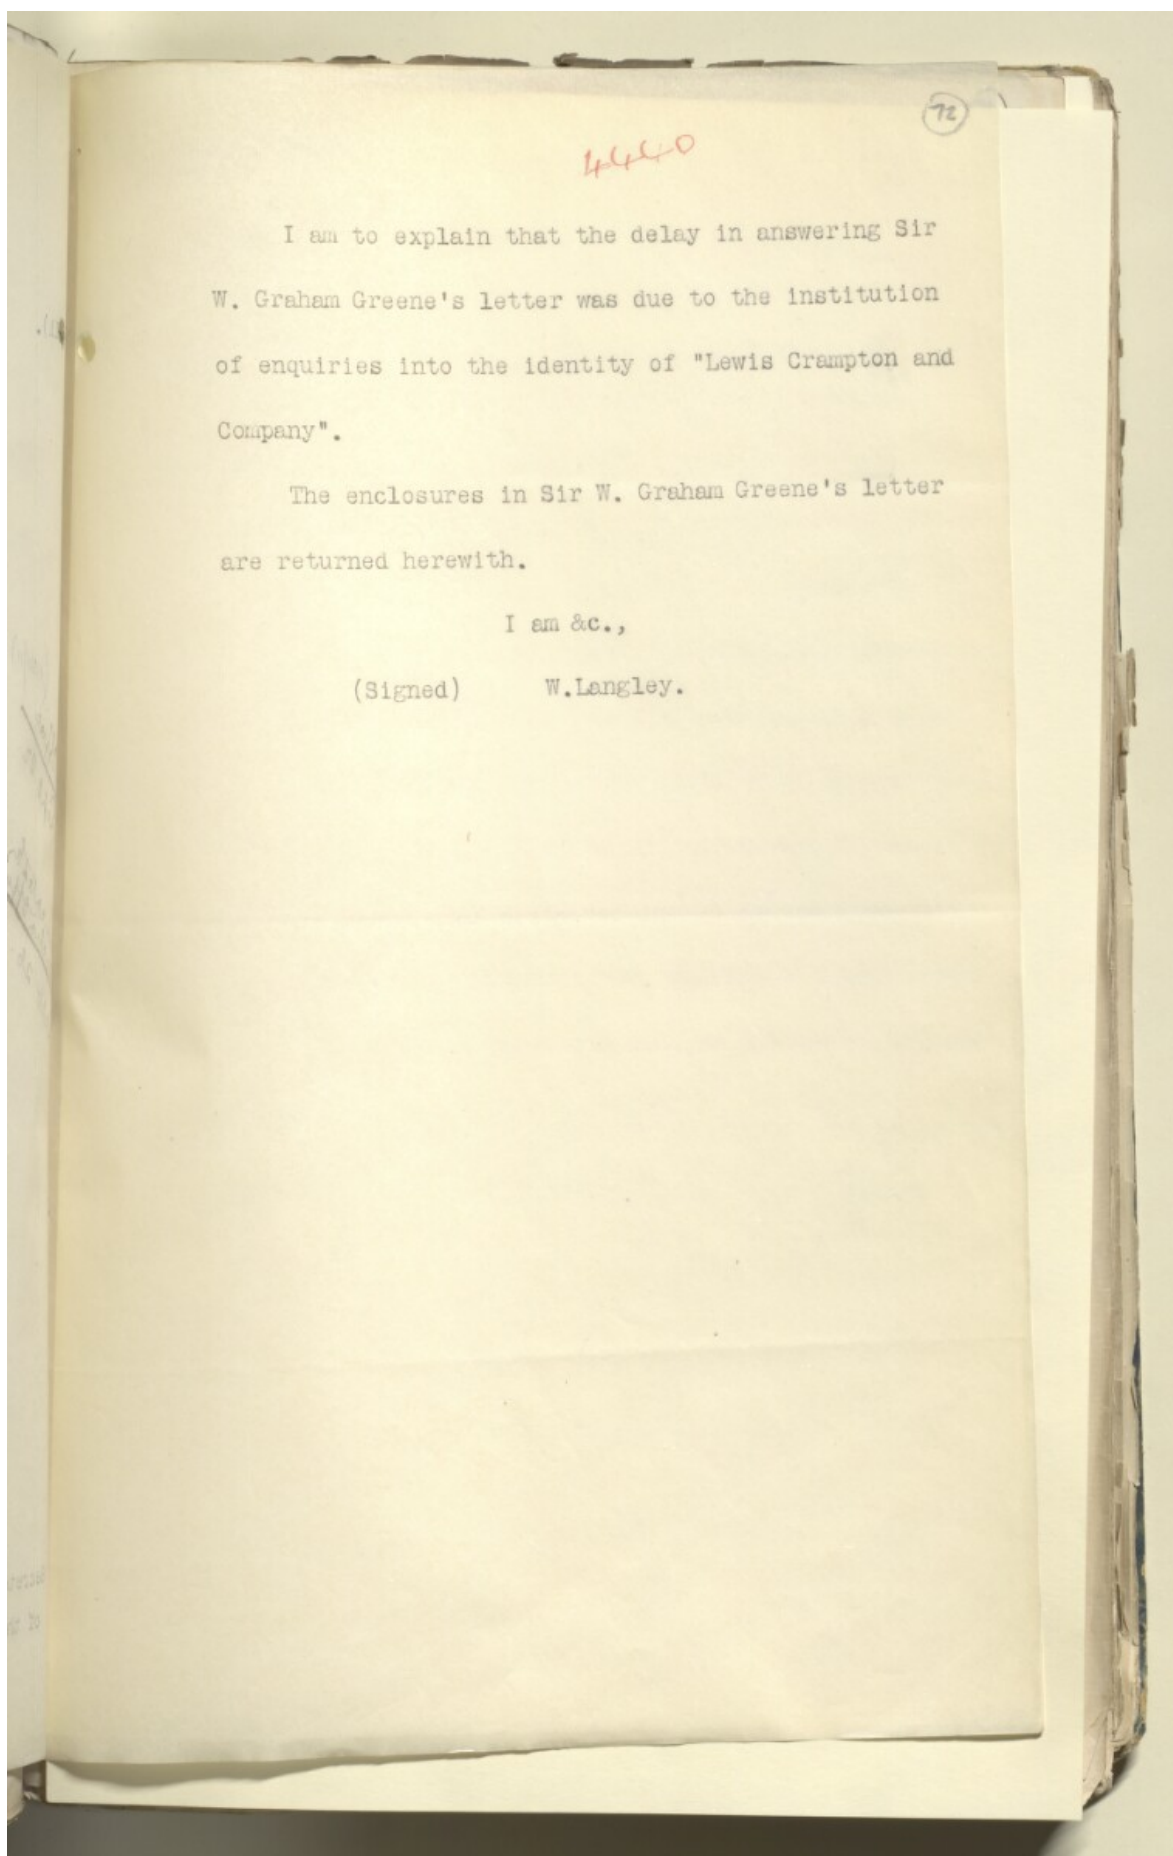 72
4440
I am to explain that the delay in answering Sir
W. Graham Greene's letter was due to the institution
of enquiries into the identity of "Lewis Crampton and
Company".
The enclosures in Sir W. Graham Greene's letter
are returned herewith.
I am &c.,
(Signed) W.Langley.